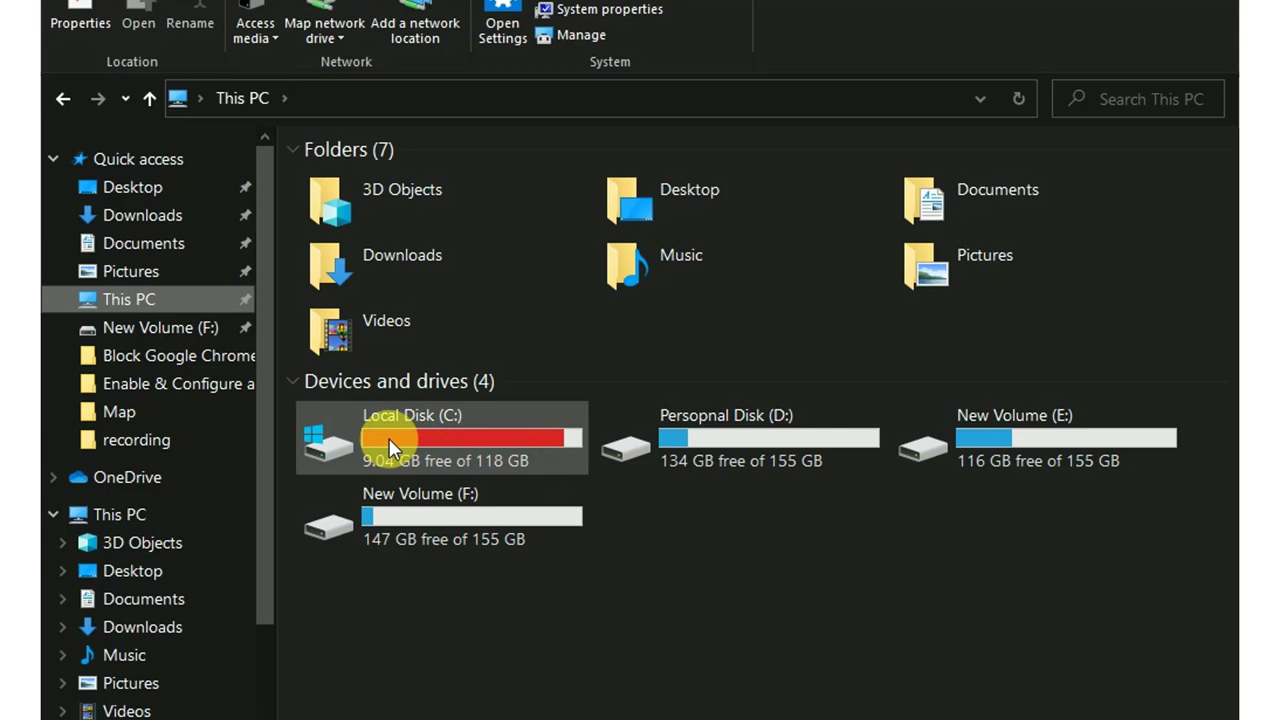 Properties
Open
Rename
Access
media
Map network
drive
Add a network
location
Open
Settings
System properties
Manage
Location
Network
System
This PC
Search This PC
Quick access
Desktop
Downloads
Documents
Pictures
This PC
New Volume (F:)
Block Google Chrome
Enable & Configure a
Map
recording
OneDrive
This PC
3D Objects
Desktop
Documents
Downloads
Music
Pictures
Videos
Folders (7)
3D Objects
Desktop
Documents
Downloads
Music
Pictures
Videos
Devices and drives (4)
Local Disk (C:)
9.04 GB free of 118 GB
Persopnal Disk (D:)
134 GB free of 155 GB
New Volume (E:)
116 GB free of 155 GB
New Volume (F:)
147 GB free of 155 GB